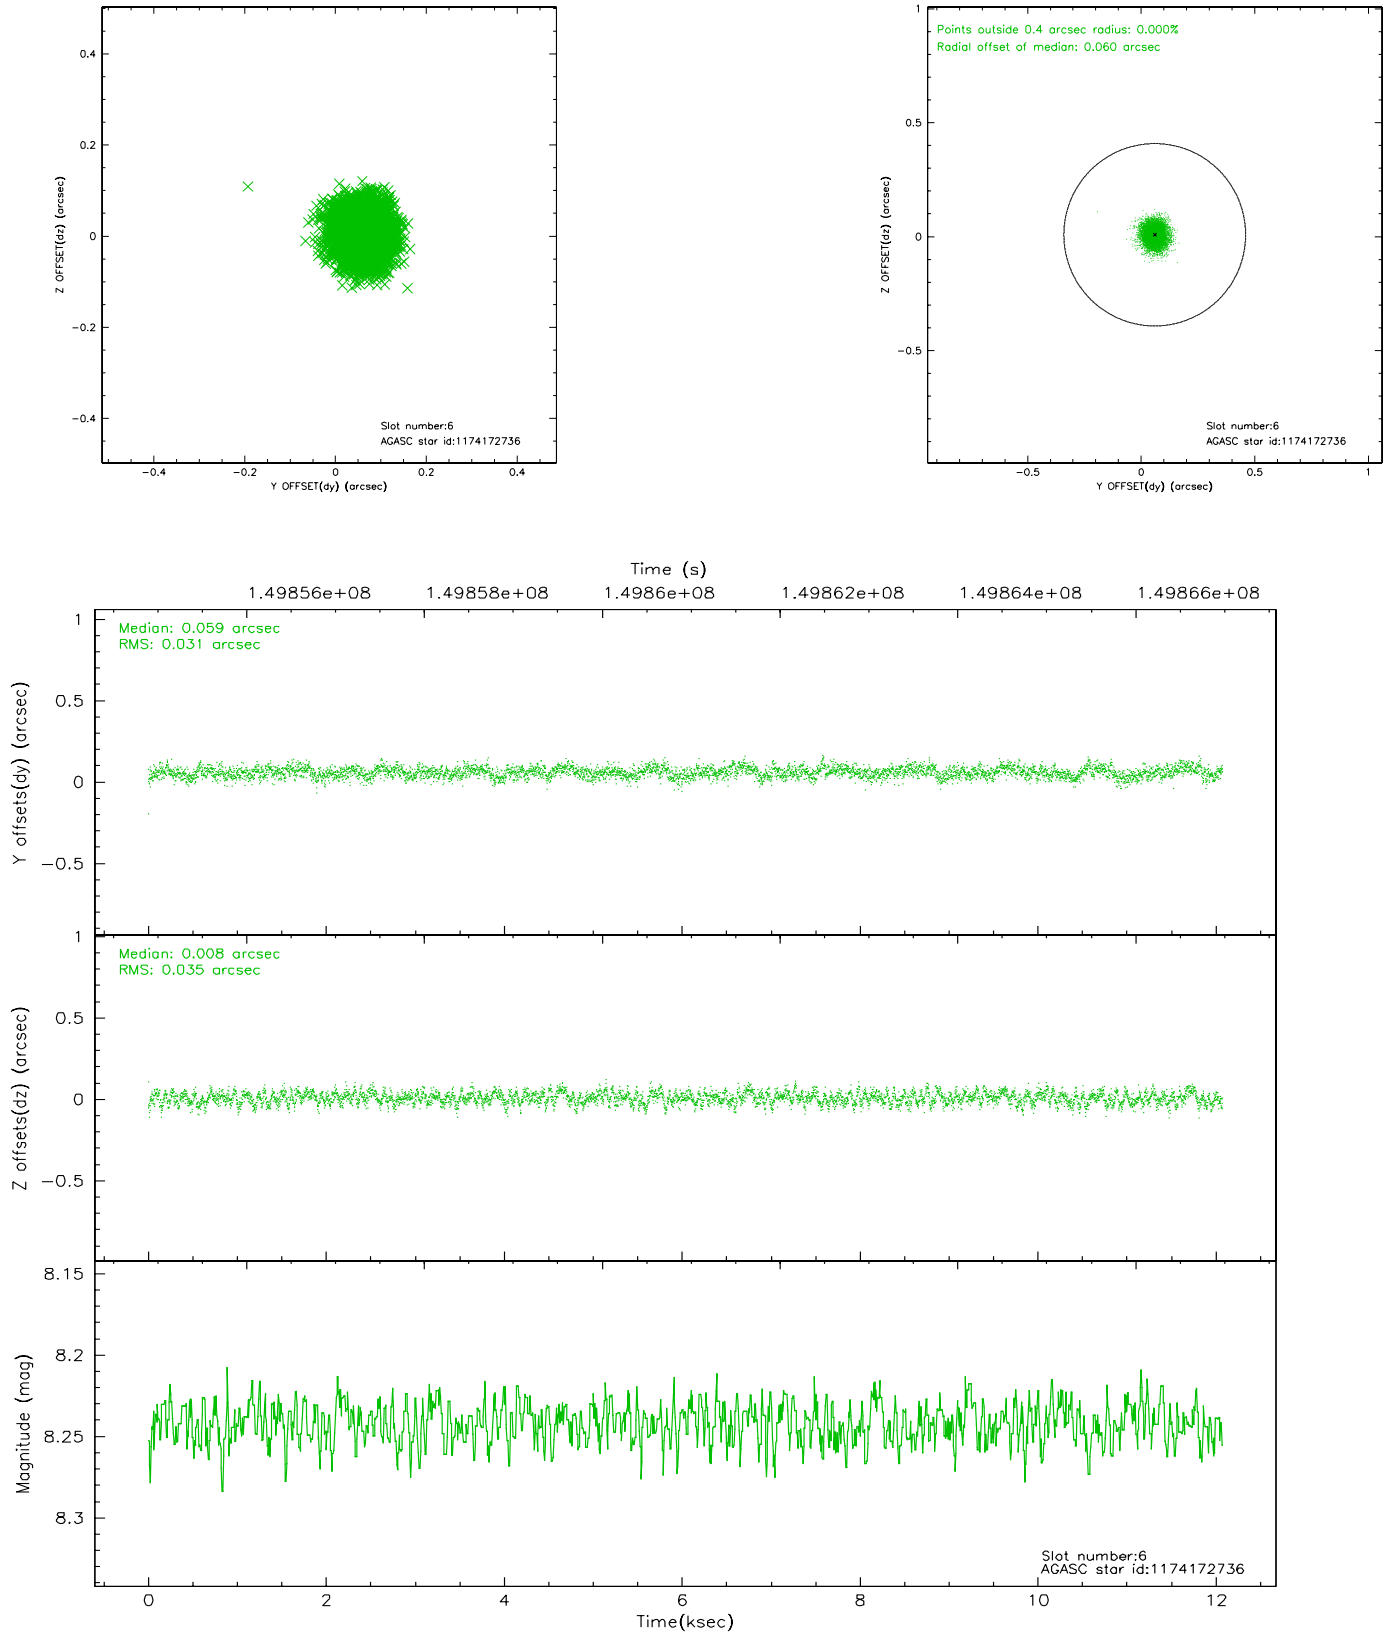 0.4
0.2
0
−0.2
−0.4
Z OFFSET(dz) (arcsec)
Slot number:6
AGASC star id:1174172736
−0.4 −0.2 0 0.2 0.4
Y OFFSET(dy) (arcsec)
Points outside 0.4 arcsec radius: 0.000%
Radial offset of median: 0.060 arcsec
1
0.5
0
−0.5
Z OFFSET(dz) (arcsec)
Slot number:6
AGASC star id:1174172736
−0.5 0 0.5 1
Y OFFSET(dy) (arcsec)
Time (s)
1.49856e+08 1.49858e+08 1.4986e+08 1.49862e+08 1.49864e+08 1.49866e+08
Median: 0.059 arcsec
RMS: 0.031 arcsec
1
0.5
0
−0.5
Y offsets(dy) (arcsec)
Median: 0.008 arcsec
RMS: 0.035 arcsec
1
0.5
0
−0.5
Z offsets(dz) (arcsec)
8.15
8.2
8.25
8.3
Magnitude (mag)
Slot number:6
AGASC star id:1174172736
0 2 4 6 8 10 12
Time(ksec)